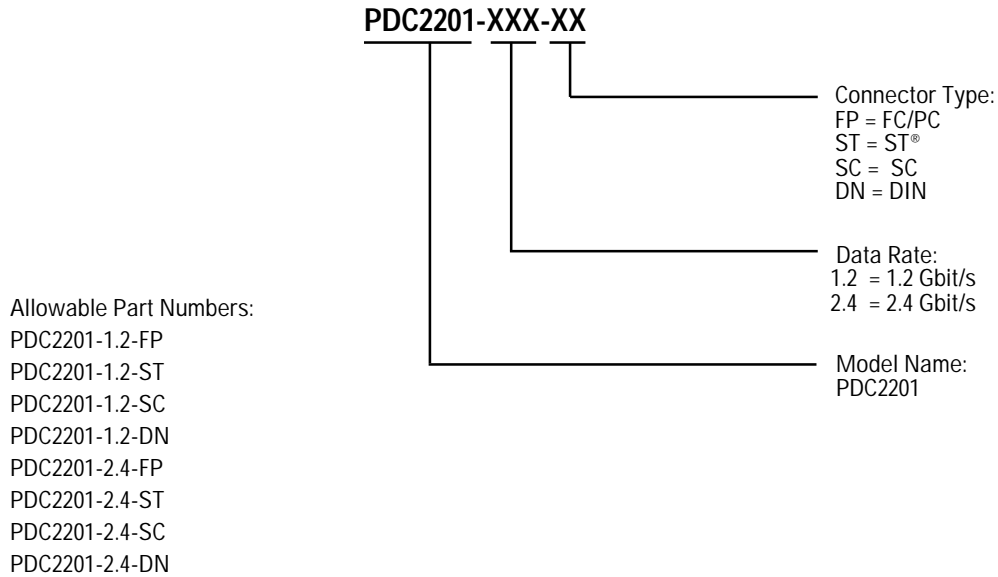 PDC2201-XXX-XX
Connector Type:
FP = FC/PC
ST = ST®
SC = SC
DN = DIN
Data Rate:
1.2 = 1.2 Gbit/s
2.4 = 2.4 Gbit/s
Model Name:
PDC2201
Allowable Part Numbers:
PDC2201-1.2-FP
PDC2201-1.2-ST
PDC2201-1.2-SC
PDC2201-1.2-DN
PDC2201-2.4-FP
PDC2201-2.4-ST
PDC2201-2.4-SC
PDC2201-2.4-DN